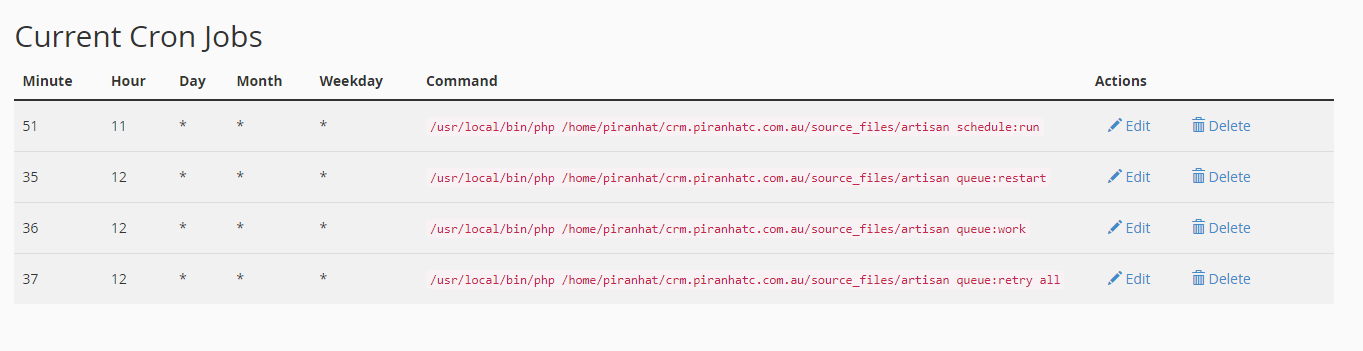 Current Cron Jobs
Minute Hour Day Month Weekday Command Actions
51 11 * * * /usr/local/bin/php /home/piranhat/crm.piranhatc.com.au/source_files/artisan schedule:run Edit Delete
35 12 * * * /usr/local/bin/php /home/piranhat/crm.piranhatc.com.au/source_files/artisan queue:restart Edit Delete
36 12 * * * /usr/local/bin/php /home/piranhat/crm.piranhatc.com.au/source_files/artisan queue:work Edit Delete
37 12 * * * /usr/local/bin/php /home/piranhat/crm.piranhatc.com.au/source_files/artisan queue:retry all Edit Delete